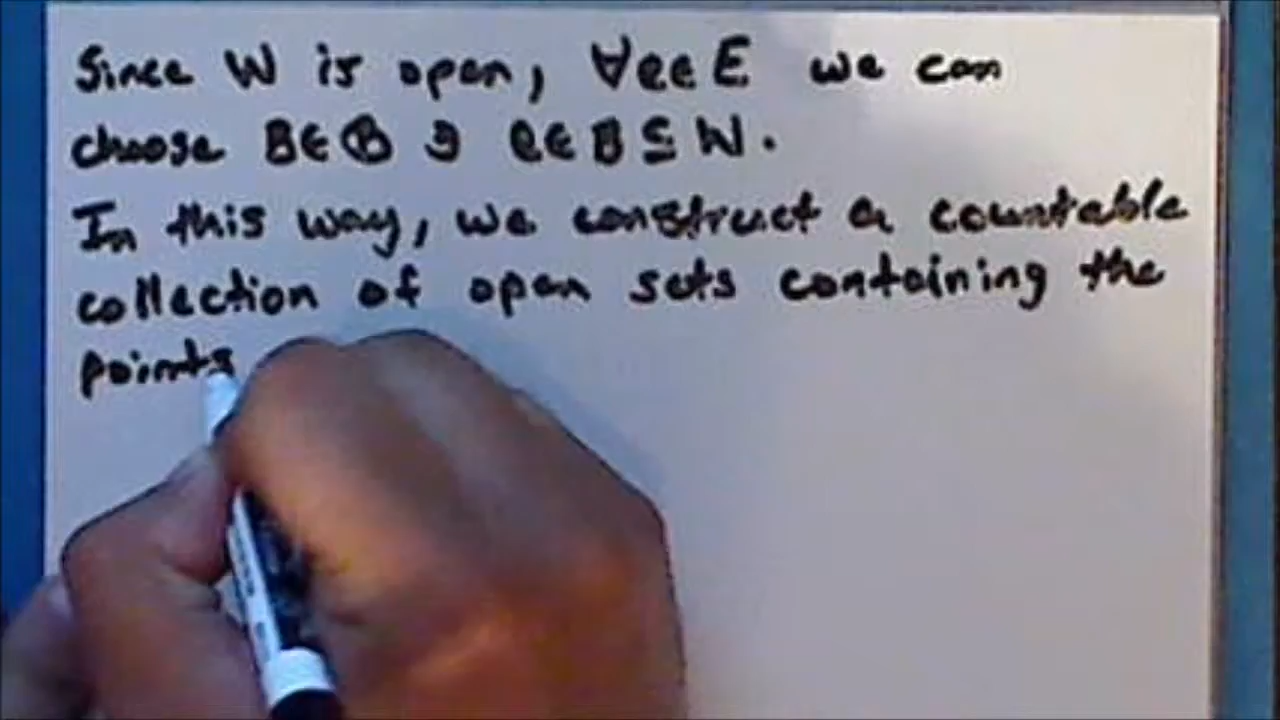 Since W is open, ∀e∈E we can
choose B∈𝓑 ∋ e∈B⊆W.
In this way, we construct a countable
collection of open sets containing the
points